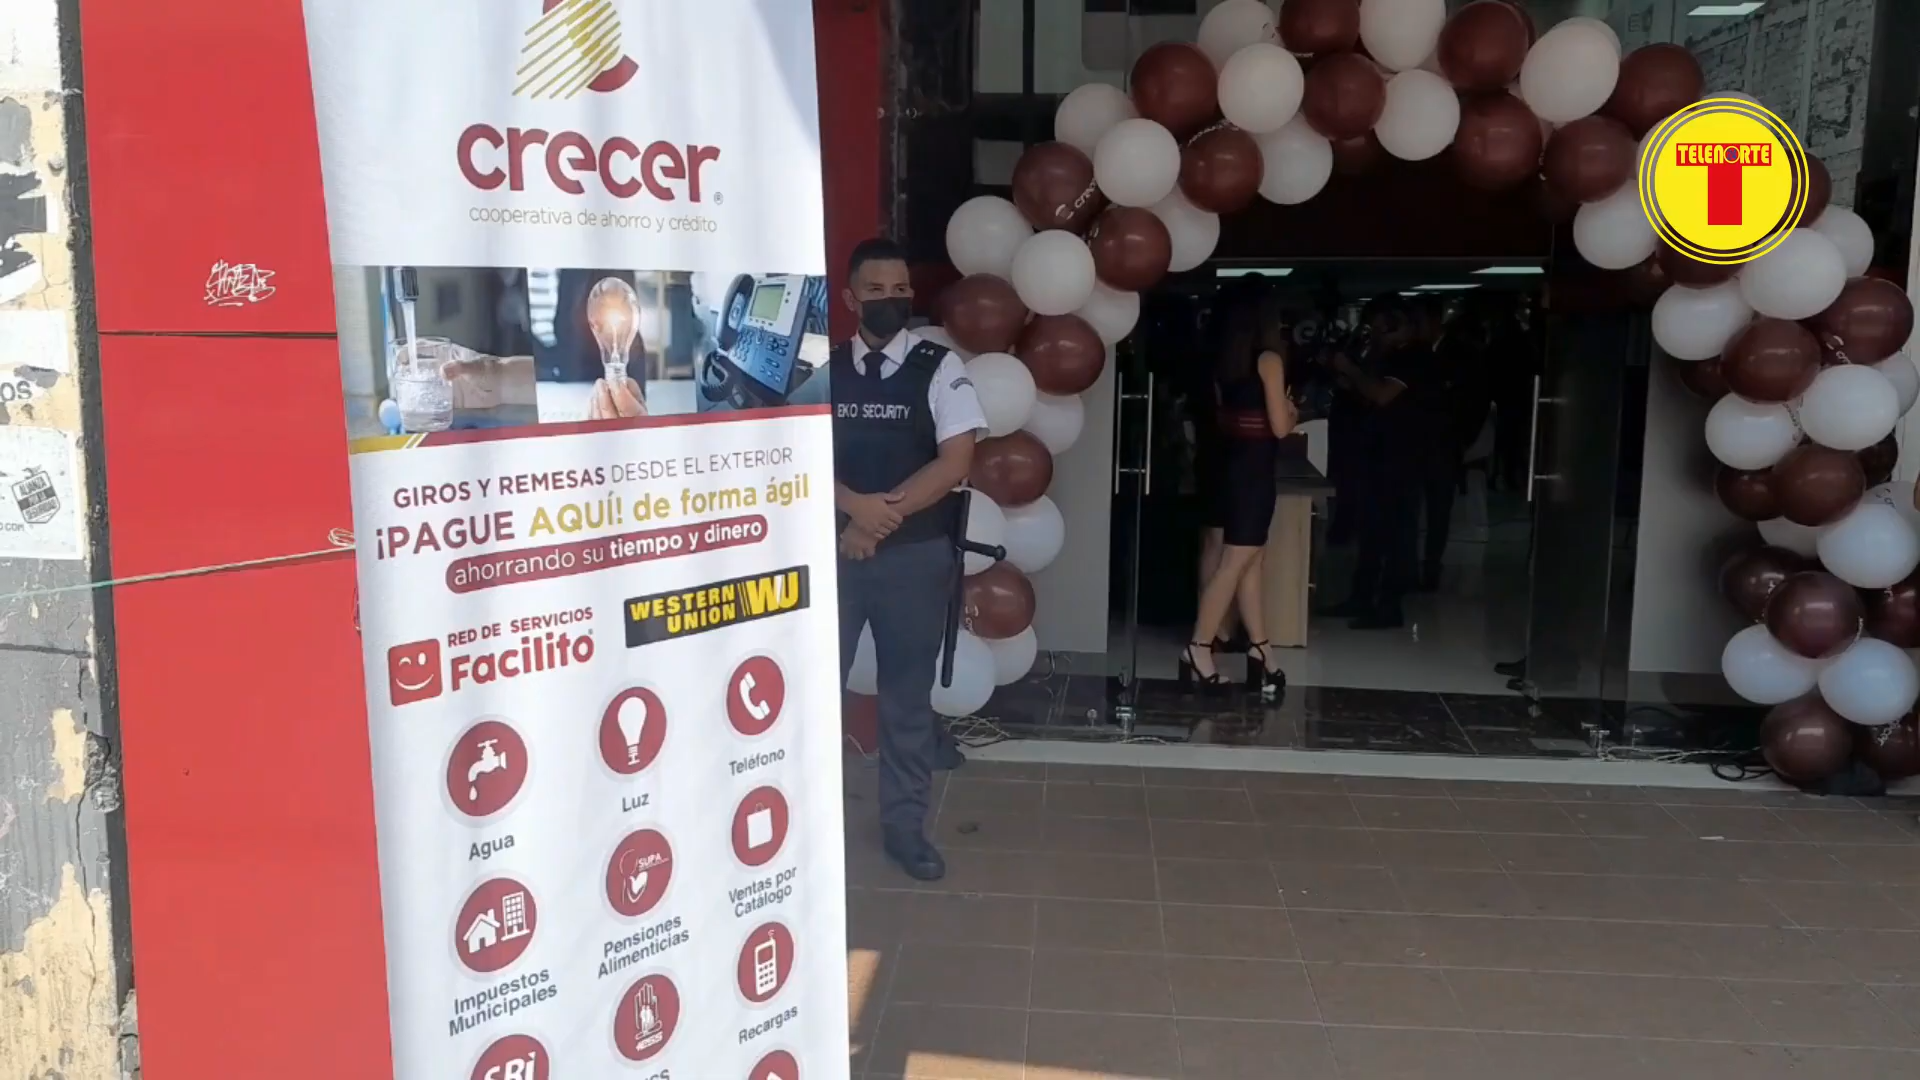 crecer
cooperativa de ahorro y crédito
GIROS Y REMESAS DESDE EL EXTERIOR
¡PAGUE AQUÍ! de forma ágil
ahorrando su tiempo y dinero
RED DE SERVICIOS
Facilito
WESTERN
UNION WU
Agua
Luz
Teléfono
Impuestos
Municipales
SUPA
Pensiones
Alimenticias
Ventas por
Catálogo
Recargas
IESS
SRi
EKO SECURITY
TELENORTE
T